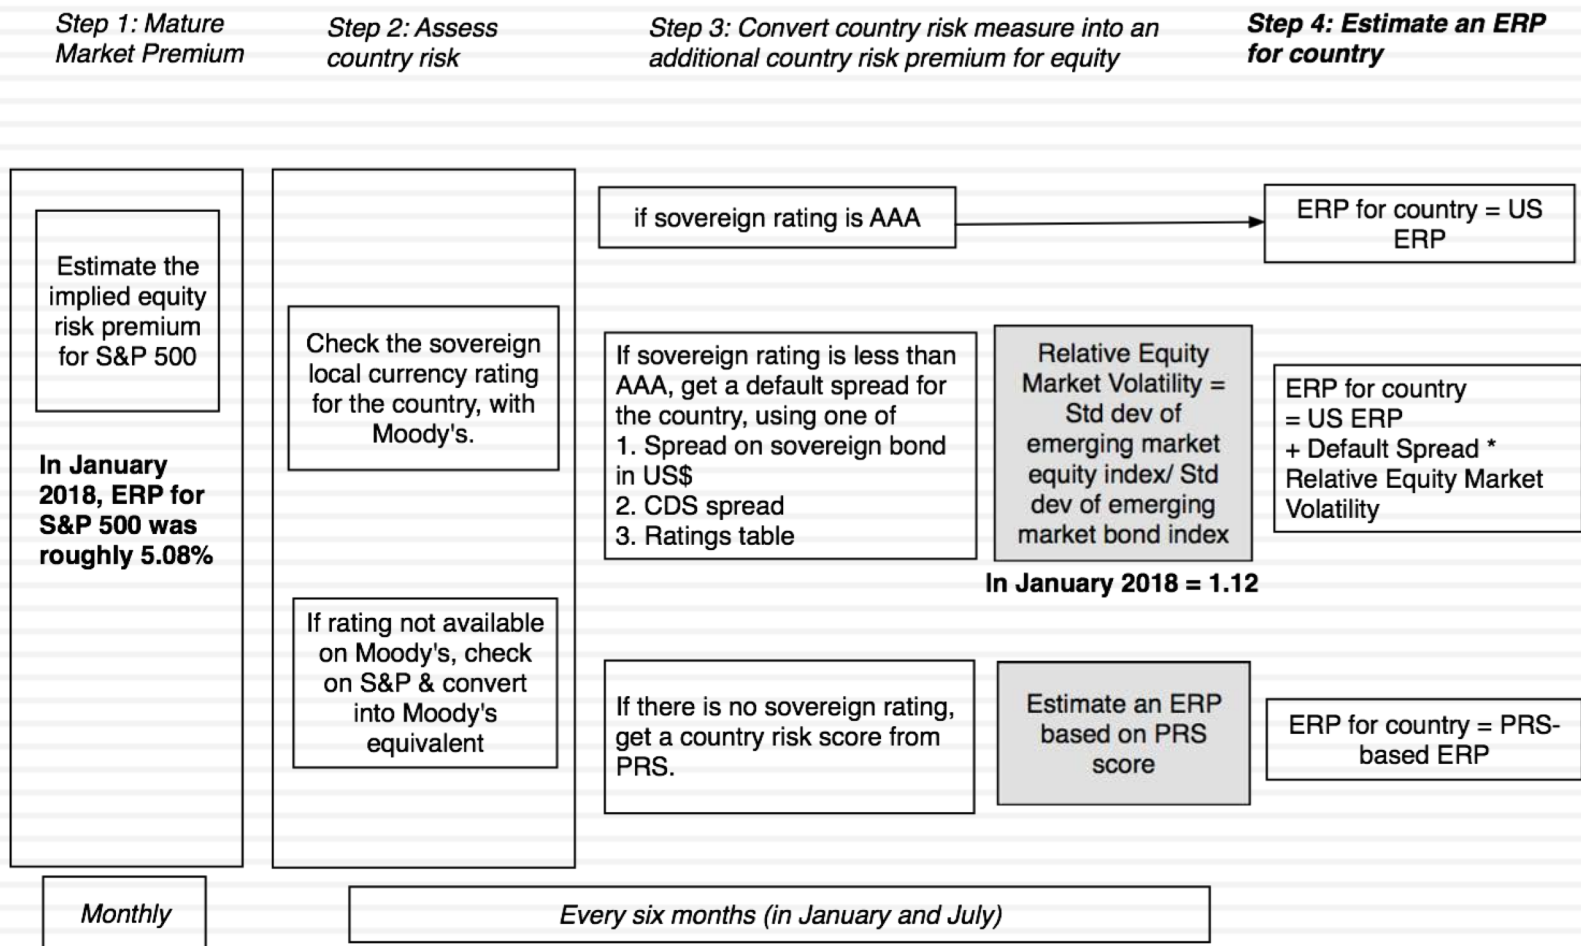 Step 1: Mature
Market Premium
Step 2: Assess
country risk
Step 3: Convert country risk measure into an
additional country risk premium for equity
Step 4: Estimate an ERP
for country
Estimate the
implied equity
risk premium
for S&P 500
In January
2018, ERP for
S&P 500 was
roughly 5.08%
Check the sovereign
local currency rating
for the country, with
Moody's.
If rating not available
on Moody's, check
on S&P & convert
into Moody's
equivalent
if sovereign rating is AAA
ERP for country = US
ERP
If sovereign rating is less than
AAA, get a default spread for
the country, using one of
1. Spread on sovereign bond
in US$
2. CDS spread
3. Ratings table
Relative Equity
Market Volatility =
Std dev of
emerging market
equity index/ Std
dev of emerging
market bond index
In January 2018 = 1.12
ERP for country
= US ERP
+ Default Spread *
Relative Equity Market
Volatility
If there is no sovereign rating,
get a country risk score from
PRS.
Estimate an ERP
based on PRS
score
ERP for country = PRS-
based ERP
Monthly
Every six months (in January and July)